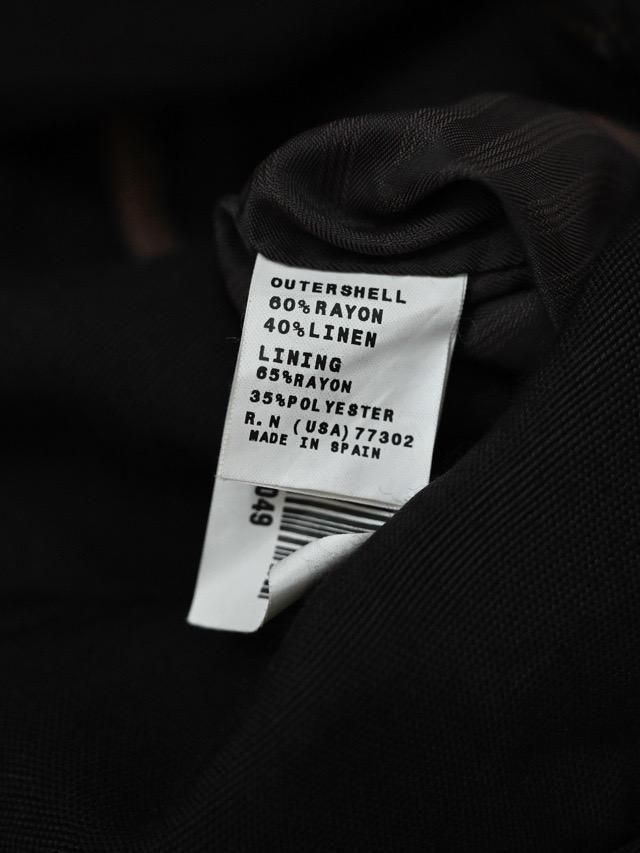 OUTERSHELL
60%RAYON
40%LINEN
LINING
65%RAYON
35%POLYESTER
R.N (USA)77302
MADE IN SPAIN
049